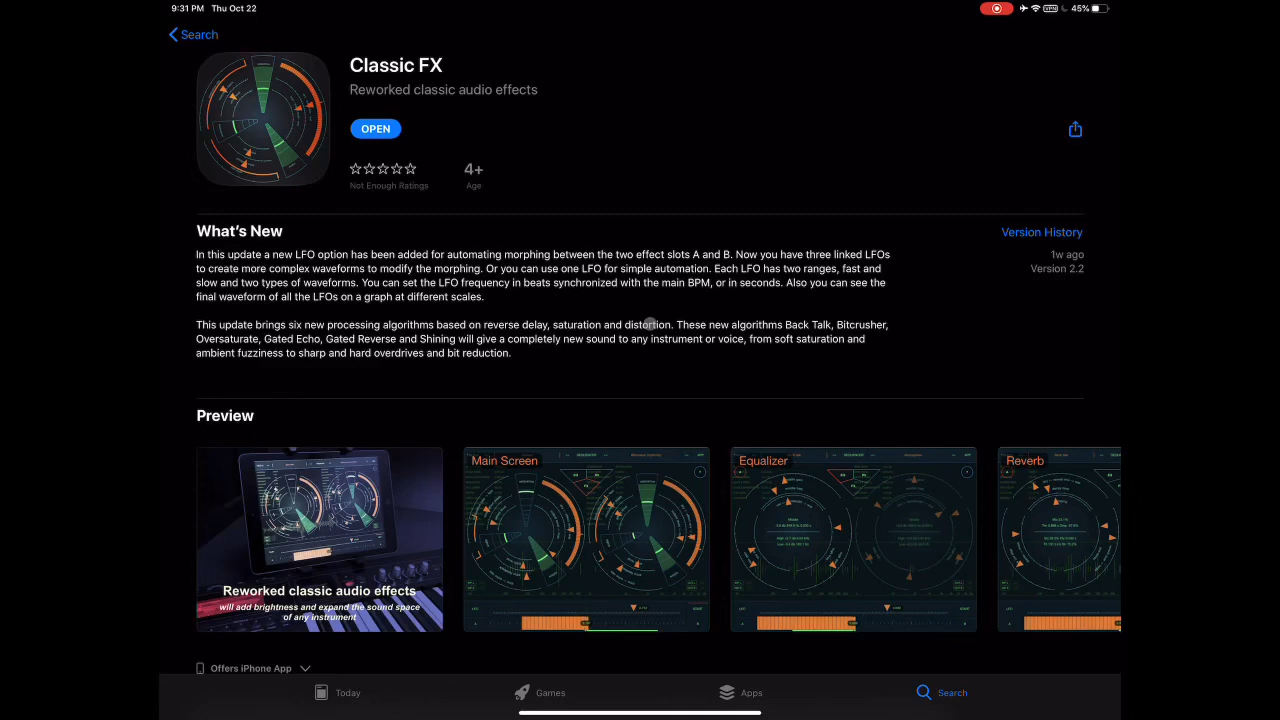 9:31 PM Thu Oct 22
VPN 45%
Search
Classic FX
Reworked classic audio effects
OPEN
Not Enough Ratings
4+
Age
What's New
Version History
In this update a new LFO option has been added for automating morphing between the two effect slots A and B. Now you have three linked LFOs
to create more complex waveforms to modify the morphing. Or you can use one LFO for simple automation. Each LFO has two ranges, fast and
slow and two types of waveforms. You can set the LFO frequency in beats synchronized with the main BPM, or in seconds. Also you can see the
final waveform of all the LFOs on a graph at different scales.
1w ago
Version 2.2
This update brings six new processing algorithms based on reverse delay, saturation and distortion. These new algorithms Back Talk, Bitcrusher,
Oversaturate, Gated Echo, Gated Reverse and Shining will give a completely new sound to any instrument or voice, from soft saturation and
ambient fuzziness to sharp and hard overdrives and bit reduction.
Preview
Reworked classic audio effects
will add brightness and expand the sound space
of any instrument
Main Screen
SEQUENCER
APP
LFO
A
B
Equalizer
SEQUENCER
APP
LFO
A
B
Reverb
LFO
A
Offers iPhone App
Today
Games
Apps
Search